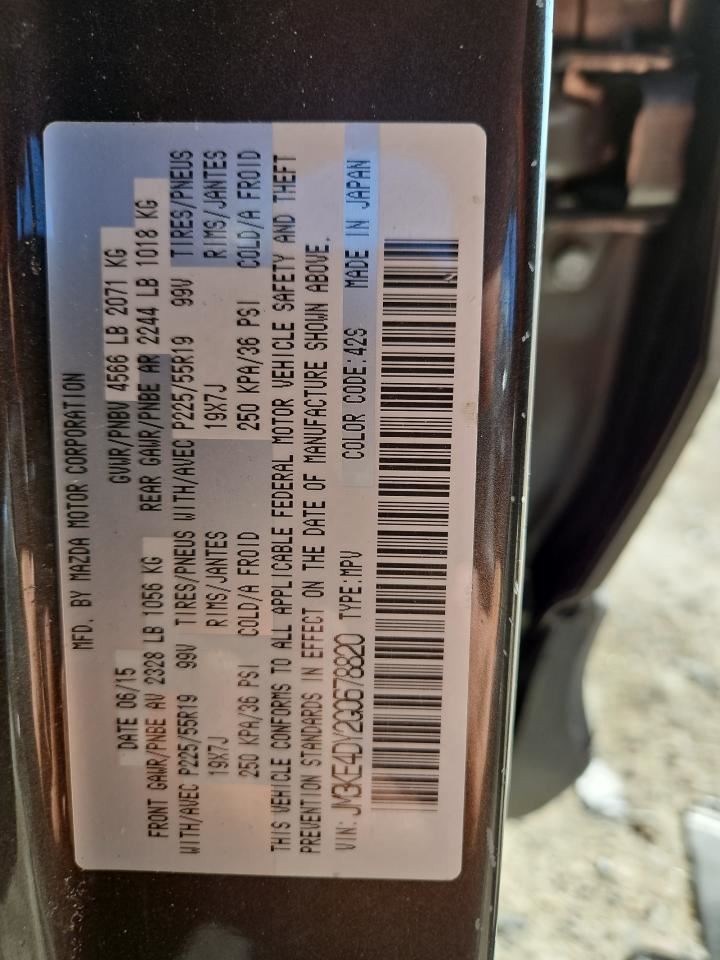 MFD. BY MAZDA MOTOR CORPORATION
DATE 06/15 GVWR/PNBV 4566 LB 2071 KG
FRONT GAWR/PNBE AV 2328 LB 1056 KG REAR GAWR/PNBE AR 2244 LB 1018 KG
WITH/AVEC P225/55R19 99V TIRES/PNEUS WITH/AVEC P225/55R19 99V TIRES/PNEUS
19X7J RIMS/JANTES 19X7J RIMS/JANTES
250 KPA/36 PSI COLD/A FROID 250 KPA/36 PSI COLD/A FROID
THIS VEHICLE CONFORMS TO ALL APPLICABLE FEDERAL MOTOR VEHICLE SAFETY AND THEFT
PREVENTION STANDARDS IN EFFECT ON THE DATE OF MANUFACTURE SHOWN ABOVE.
VIN: JM3KE4DY2G0678820 TYPE:MPV COLOR CODE:42S MADE IN JAPAN